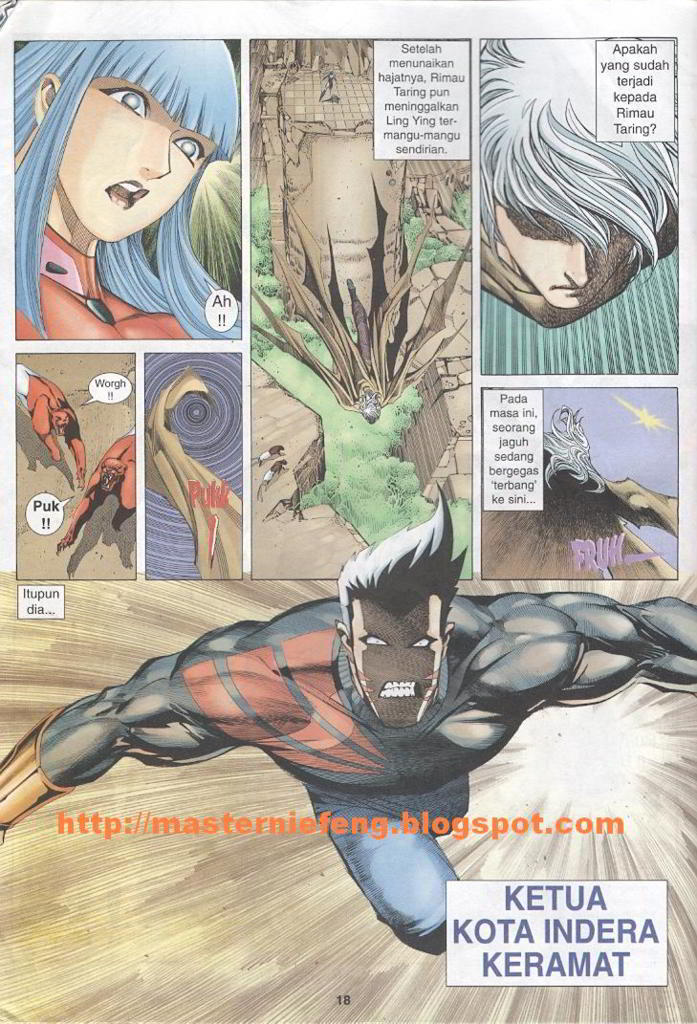 Ah
!!
Setelah
menunaikan
hajatnya, Rimau
Taring pun
meninggalkan
Ling Ying ter-
mangu-mangu
sendirian.
Apakah
yang sudah
terjadi
kepada
Rimau
Taring?
Worgh
!!
Puk
!!
PUKK
!
Pada
masa ini,
seorang
jaguh
sedang
bergegas
'terbang'
ke sini...
FRUK
Itupun
dia...
http://masterniefeng.blogspot.com
KETUA
KOTA INDERA
KERAMAT
18